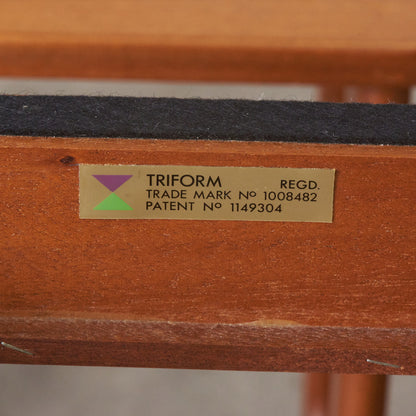 TRIFORM REGD.
TRADE MARK No 1008482
PATENT No 1149304